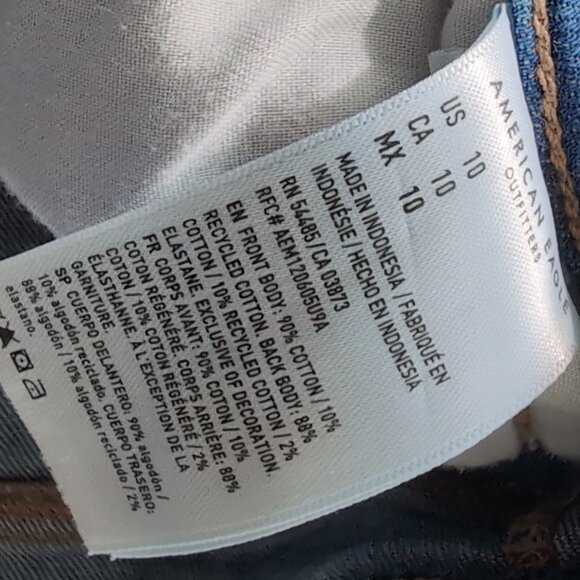 AMERICAN EAGLE
OUTFITTERS
US 10
CA 10
MX 10
MADE IN INDONESIA / FABRIQUÉ EN
INDONÉSIE / HECHO EN INDONESIA
RN 54485 / CA 03873
RFC# AEM120605U9A
EN FRONT BODY: 90% COTTON / 10%
RECYCLED COTTON. BACK BODY: 88%
COTTON / 10% RECYCLED COTTON / 2%
ELASTANE. EXCLUSIVE OF DECORATION.
FR CORPS AVANT: 90% COTON / 10%
COTON RÉGÉNÉRÉ. CORPS ARRIÈRE: 88%
COTON / 10% COTON RÉGÉNÉRÉ / 2%
ÉLASTHANNE. À L'EXCEPTION DE LA
GARNITURE.
SP CUERPO DELANTERO: 90% algodón /
10% algodón reciclado. CUERPO TRASERO:
88% algodón / 10% algodón reciclado / 2%
elastano.